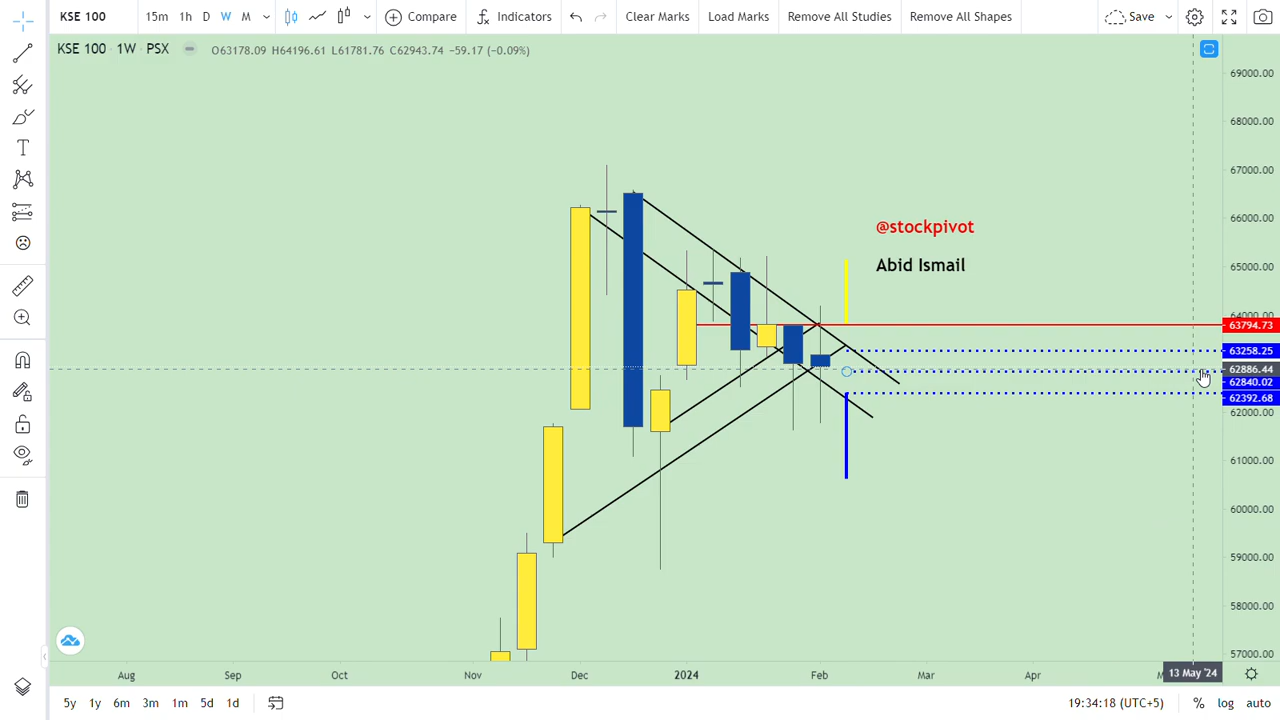 KSE 100 15m 1h D W M Compare Indicators Clear Marks Load Marks Remove All Studies Remove All Shapes Save
KSE 100 1W PSX O63178.09 H64196.61 L61781.76 C62943.74 −59.17 (−0.09%)
69000.00
68000.00
67000.00
66000.00
@stockpivot
Abid Ismail
65000.00
64000.00
63794.73
63258.25
62886.44
62840.02
62392.68
62000.00
61000.00
60000.00
59000.00
58000.00
57000.00
Aug Sep Oct Nov Dec 2024 Feb Mar Apr 13 May '24
5y 1y 6m 3m 1m 5d 1d 19:34:18 (UTC+5) % log auto